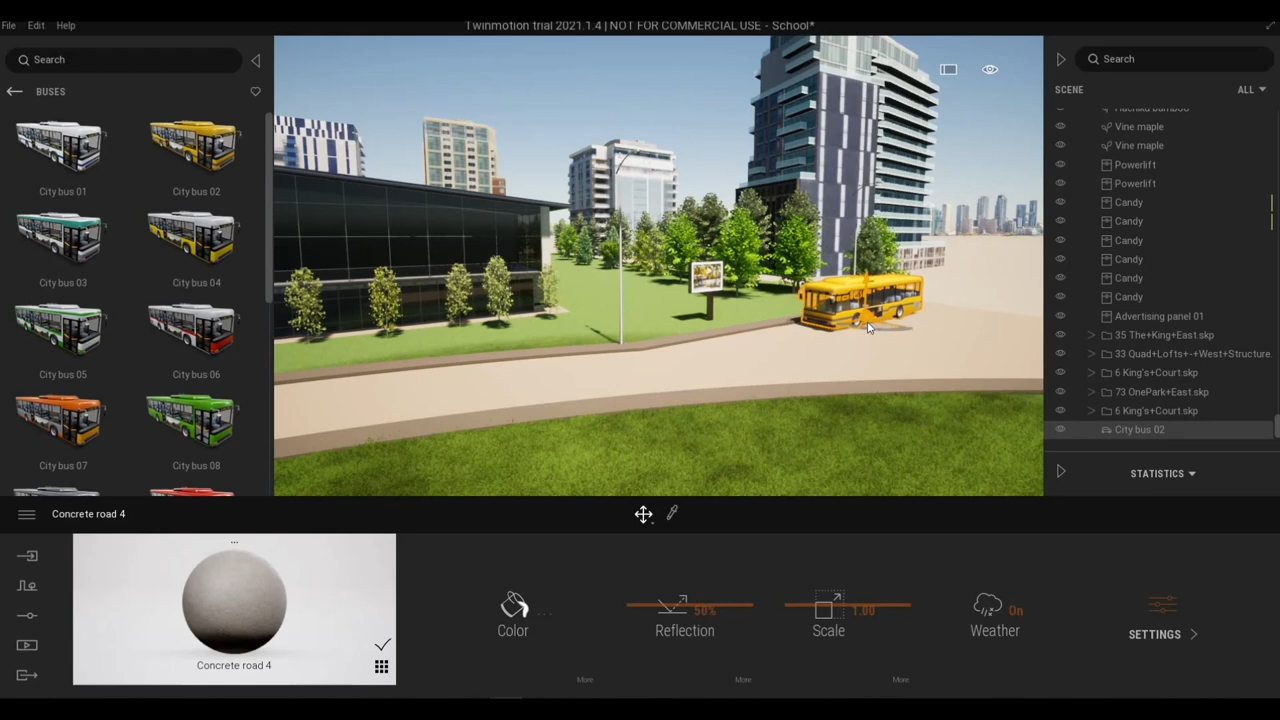 File Edit Help
Twinmotion trial 2021.1.4 | NOT FOR COMMERCIAL USE - School*
Search
BUSES
City bus 01
City bus 02
City bus 03
City bus 04
City bus 05
City bus 06
City bus 07
City bus 08
Search
SCENE
ALL
Hachiku bamboo
Vine maple
Vine maple
Powerlift
Powerlift
Candy
Candy
Candy
Candy
Candy
Candy
Advertising panel 01
35 The+King+East.skp
33 Quad+Lofts+-+West+Structure.
6 King's+Court.skp
73 OnePark+East.skp
6 King's+Court.skp
City bus 02
STATISTICS
Concrete road 4
...
Concrete road 4
...
Color
50%
Reflection
1.00
Scale
On
Weather
SETTINGS
More
More
More